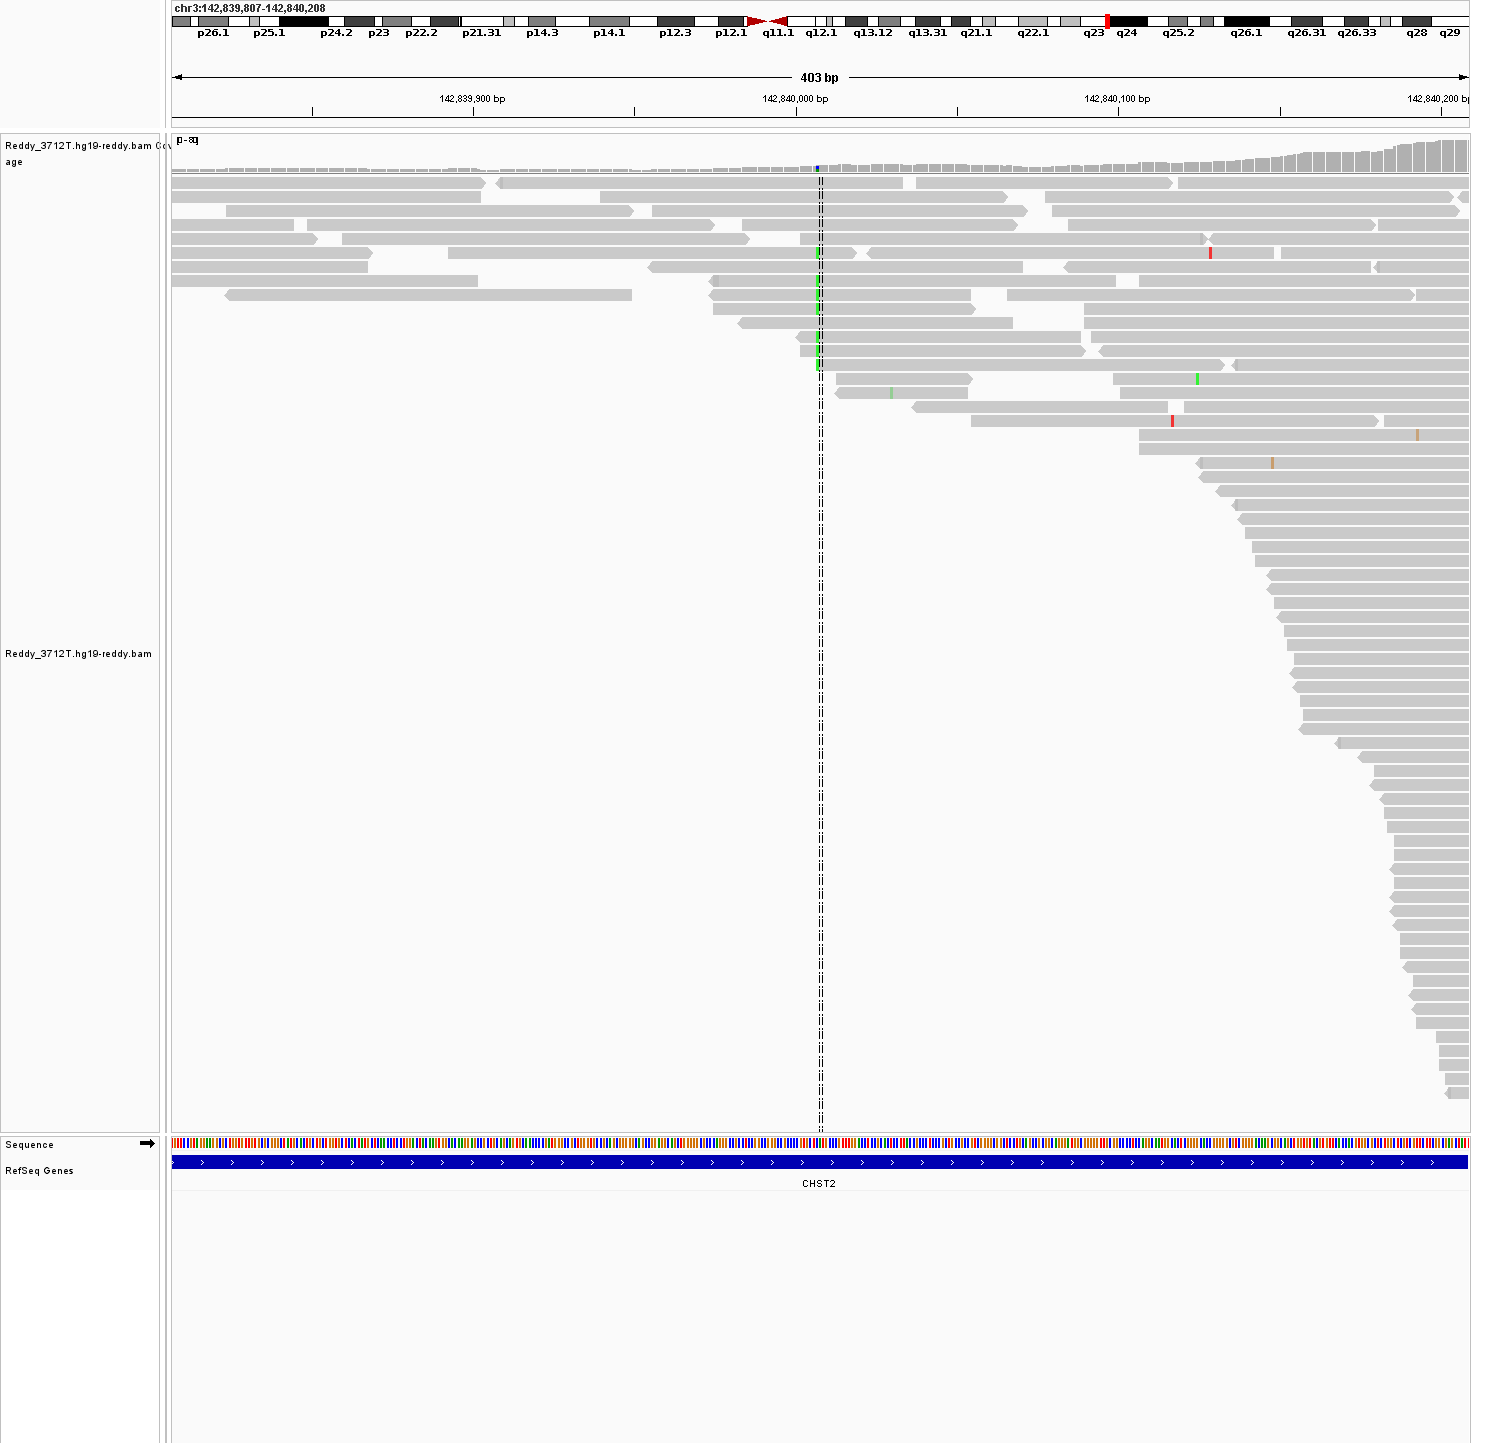 chr3:142,839,807-142,840,208
p26.1 p25.1 p24.2 p23 p22.2 p21.31 p14.3 p14.1 p12.3 p12.1 q11.1 q12.1 q13.12 q13.31 q21.1 q22.1 q23 q24 q25.2 q26.1 q26.31 q26.33 q28 q29
403 bp
142,839,900 bp 142,840,000 bp 142,840,100 bp 142,840,200 bp
[0 - 80]
Reddy_3712T.hg19-reddy.bam Cov
age
Reddy_3712T.hg19-reddy.bam
Sequence
RefSeq Genes
CHST2